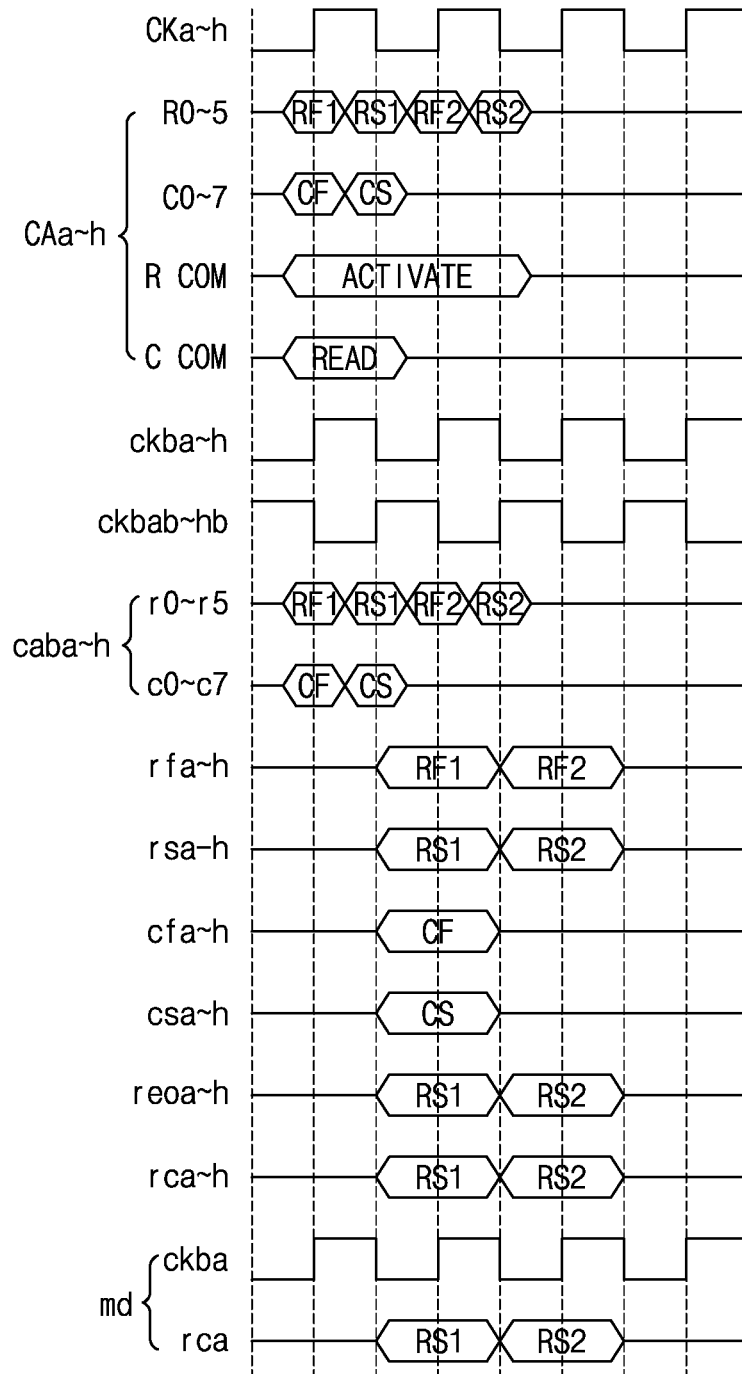 CKa~h
R0~5 RF1 RS1 RF2 RS2
C0~7 CF CS
CAa~h
R COM ACTIVATE
C COM READ
ckba~h
ckbab~hb
r0~r5 RF1 RS1 RF2 RS2
caba~h
c0~c7 CF CS
rfa~h RF1 RF2
rsa-h RS1 RS2
cfa~h CF
csa~h CS
reoa~h RS1 RS2
rca~h RS1 RS2
ckba
md
rca RS1 RS2